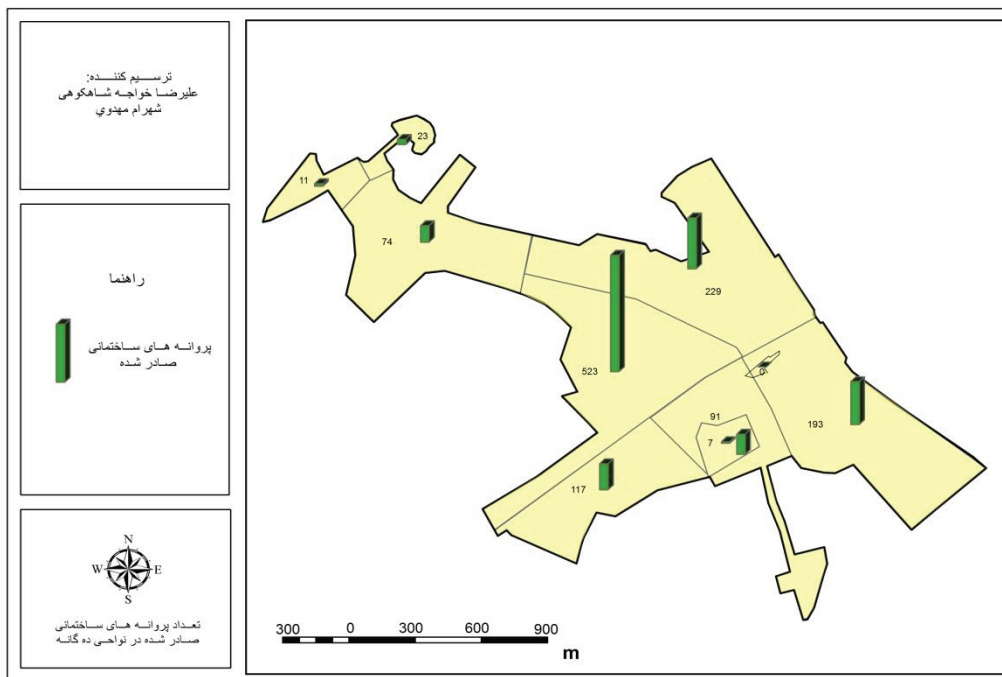 ترسیم کننده:
علیرضا خواجه شاهکوهی
شهرام مهدوي
راهنما
پروانه های ساختمانی
صادر شده
N
W E
S
تعداد پروانه های ساختمانی
صادر شده در نواحی ده گانه
23
11
74
229
523
0
91
7
193
117
300 0 300 600 900
m